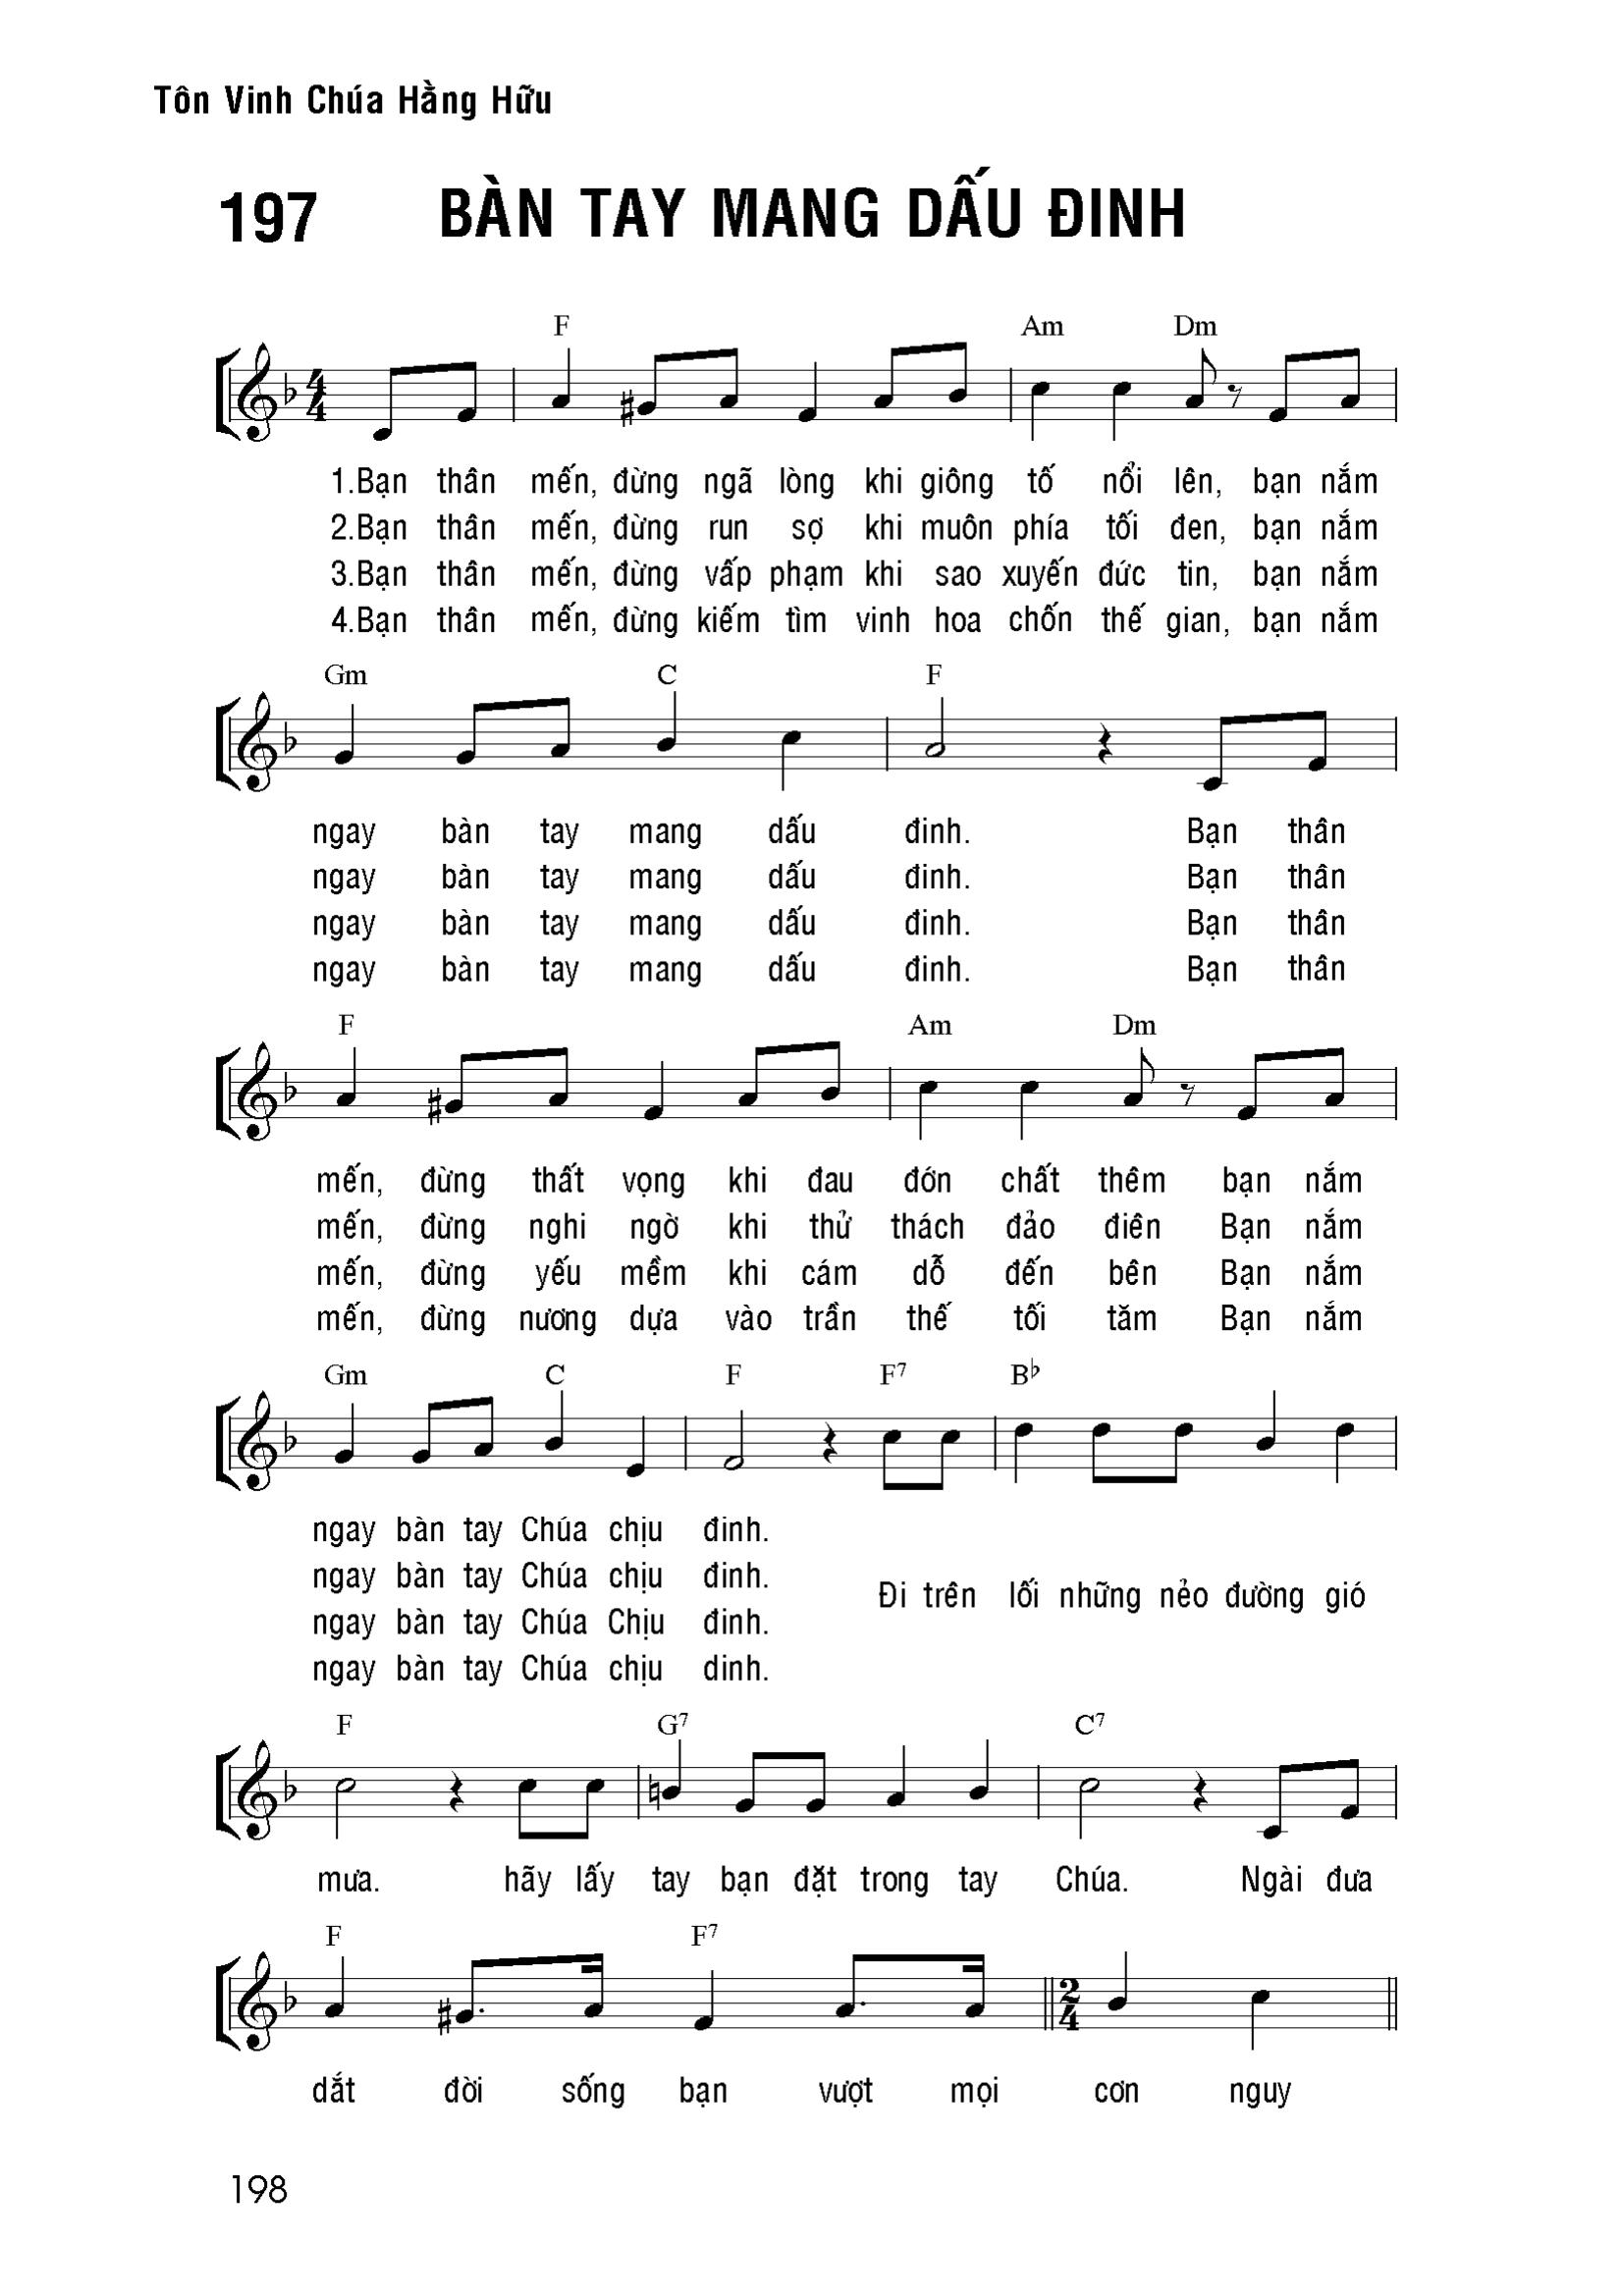 Tôn Vinh Chúa Hằng Hữu
197 BÀN TAY MANG DẤU ĐINH
F Am Dm
1.Bạn thân mến, đừng ngã lòng khi giông tố nổi lên, bạn nắm
2.Bạn thân mến, đừng run sợ khi muôn phía tối đen, bạn nắm
3.Bạn thân mến, đừng vấp phạm khi sao xuyến đức tin, bạn nắm
4.Bạn thân mến, đừng kiếm tìm vinh hoa chốn thế gian, bạn nắm
Gm C F
ngay bàn tay mang dấu đinh. Bạn thân
ngay bàn tay mang dấu đinh. Bạn thân
ngay bàn tay mang dấu đinh. Bạn thân
ngay bàn tay mang dấu đinh. Bạn thân
F Am Dm
mến, đừng thất vọng khi đau đớn chất thêm bạn nắm
mến, đừng nghi ngờ khi thử thách đảo điên Bạn nắm
mến, đừng yếu mềm khi cám dỗ đến bên Bạn nắm
mến, đừng nương dựa vào trần thế tối tăm Bạn nắm
Gm C F F7 B♭
ngay bàn tay Chúa chịu đinh.
ngay bàn tay Chúa chịu đinh.
Đi trên lối những nẻo đường gió
ngay bàn tay Chúa Chịu đinh.
ngay bàn tay Chúa chịu dinh.
F G7 C7
mưa. hãy lấy tay bạn đặt trong tay Chúa. Ngài đưa
F F7
dắt đời sống bạn vượt mọi cơn nguy
198